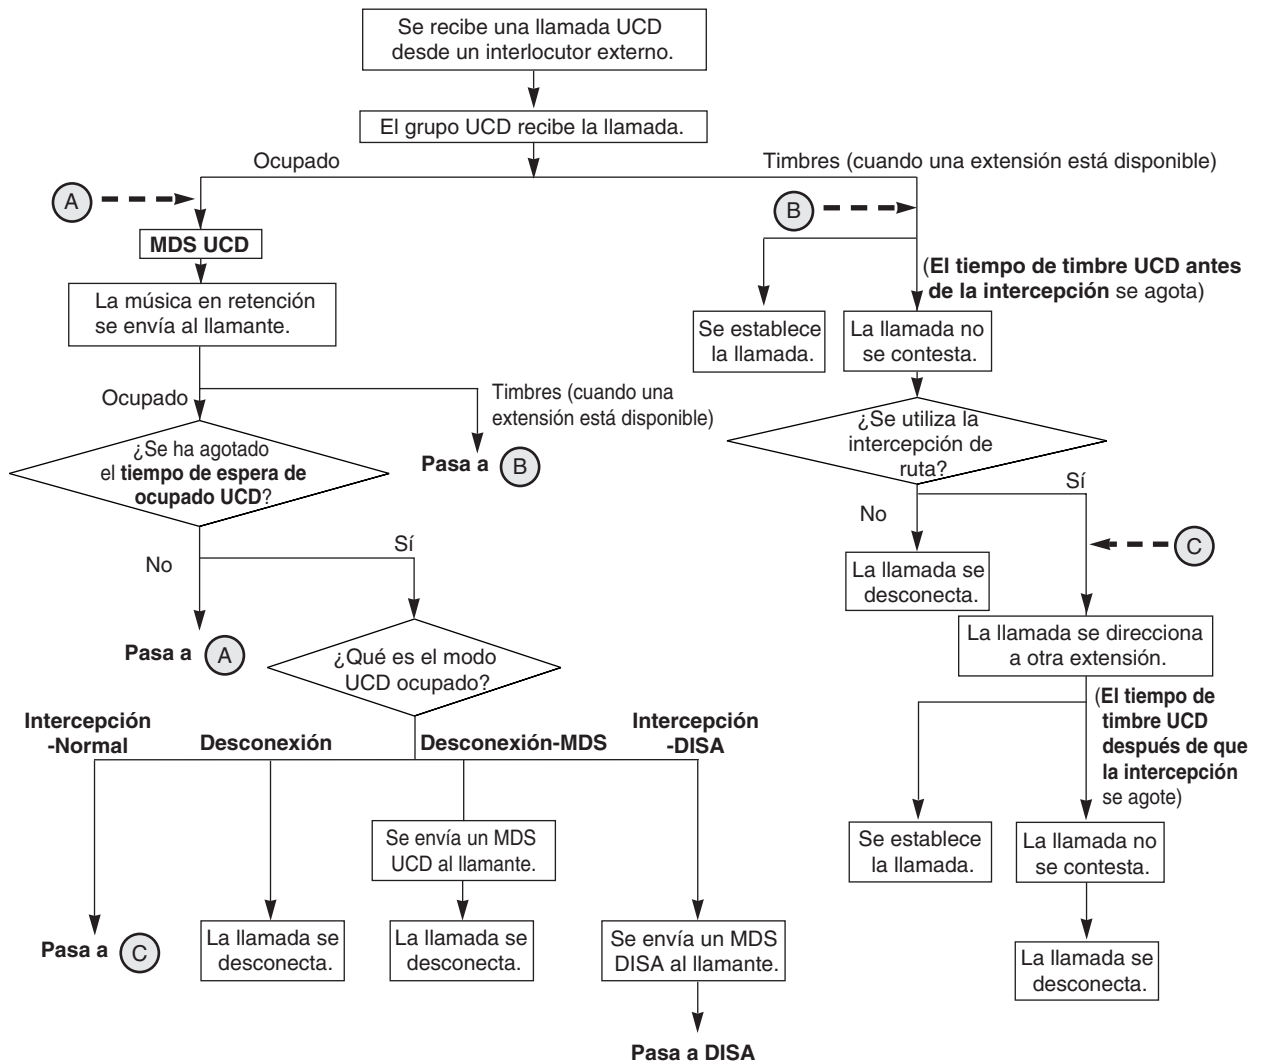 Se recibe una llamada UCD
desde un interlocutor externo.
El grupo UCD recibe la llamada.
Ocupado
Timbres (cuando una extensión está disponible)
A
B
MDS UCD
(El tiempo de timbre UCD antes
de la intercepción se agota)
La música en retención
se envía al llamante.
Se establece
la llamada.
La llamada no
se contesta.
Ocupado
Timbres (cuando una
extensión está disponible)
¿Se utiliza la
intercepción de
ruta?
¿Se ha agotado
el tiempo de espera de
ocupado UCD?
Pasa a B
Sí
No
C
No
Sí
La llamada se
desconecta.
La llamada se direcciona
a otra extensión.
Pasa a A
¿Qué es el modo
UCD ocupado?
(El tiempo de
timbre UCD
después de que
la intercepción
se agote)
Intercepción
-Normal
Desconexión
Desconexión-MDS
Intercepción
-DISA
Se envía un MDS
UCD al llamante.
Se establece
la llamada.
La llamada no
se contesta.
Pasa a C
La llamada se
desconecta.
La llamada se
desconecta.
Se envía un MDS
DISA al llamante.
La llamada se
desconecta.
Pasa a DISA